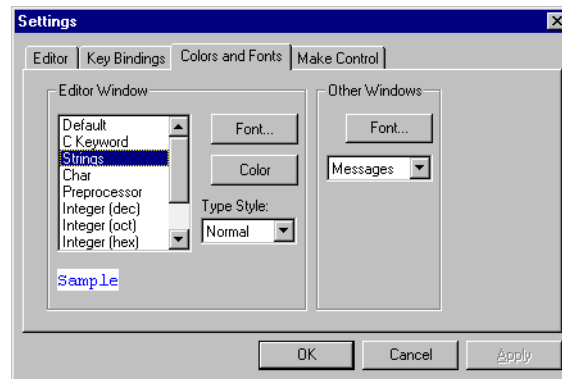 Settings
Editor
Key Bindings
Colors and Fonts
Make Control
Editor Window
Default
C Keyword
Strings
Char
Preprocessor
Integer (dec)
Integer (oct)
Integer (hex)
Font...
Color
Type Style:
Normal
Sample
Other Windows
Font...
Messages
OK
Cancel
Apply